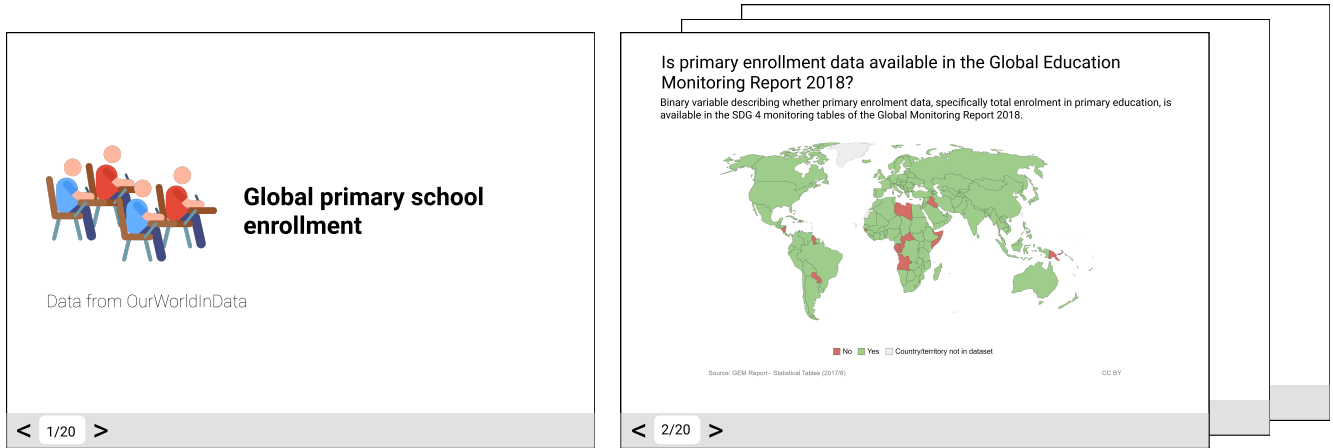 Global primary school
enrollment
Data from OurWorldInData
< 1/20 >
Is primary enrollment data available in the Global Education
Monitoring Report 2018?
Binary variable describing whether primary enrolment data, specifically total enrolment in primary education, is
available in the SDG 4 monitoring tables of the Global Monitoring Report 2018.
No Yes Country/territory not in dataset
Source: GEM Report - Statistical Tables (2017/8) CC BY
< 2/20 >